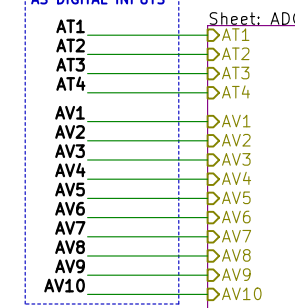 AS DIGITAL INPUTS
Sheet: ADC
AT1 AT1
AT2 AT2
AT3 AT3
AT4 AT4
AV1 AV1
AV2 AV2
AV3 AV3
AV4 AV4
AV5 AV5
AV6 AV6
AV7 AV7
AV8 AV8
AV9 AV9
AV10 AV10